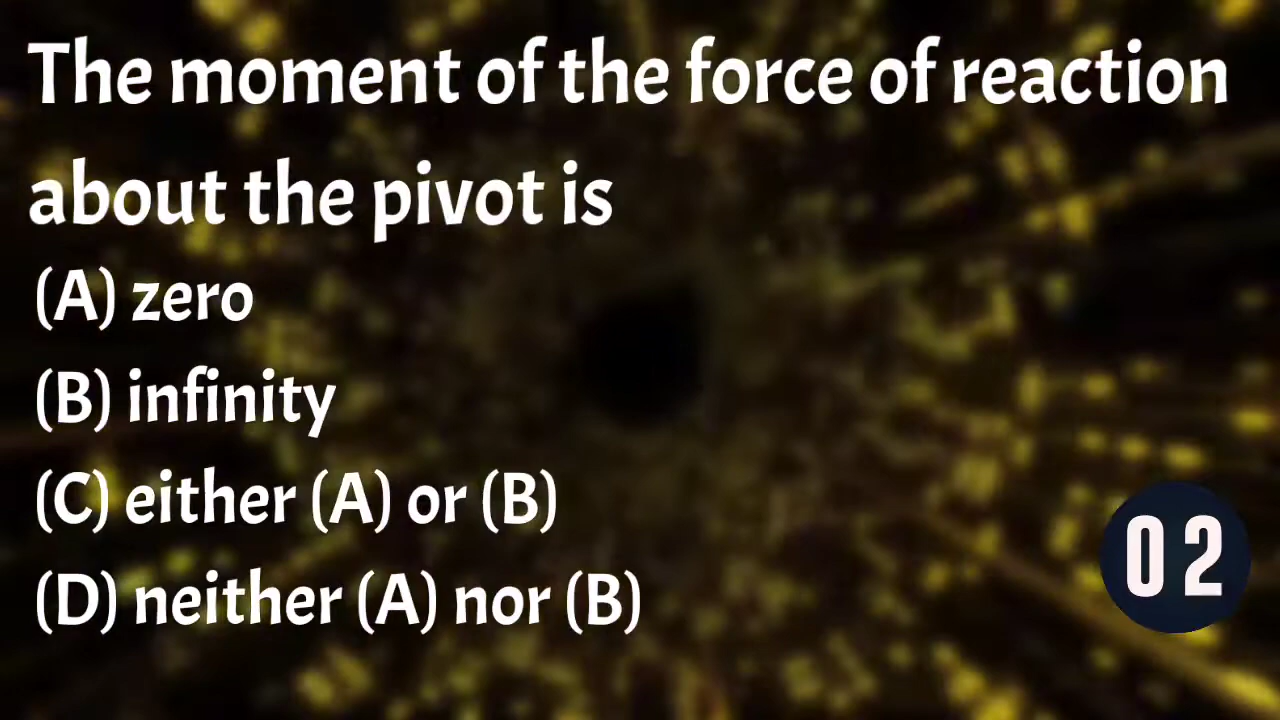 The moment of the force of reaction
about the pivot is
(A) zero
(B) infinity
(C) either (A) or (B)
(D) neither (A) nor (B)
02